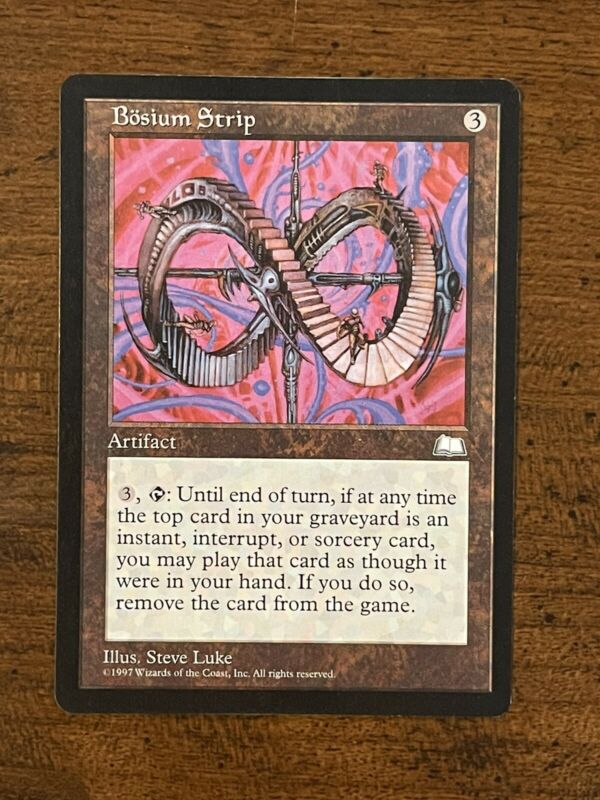 Bösium Strip
3
Artifact
3, : Until end of turn, if at any time
the top card in your graveyard is an
instant, interrupt, or sorcery card,
you may play that card as though it
were in your hand. If you do so,
remove the card from the game.
Illus. Steve Luke
©1997 Wizards of the Coast, Inc. All rights reserved.